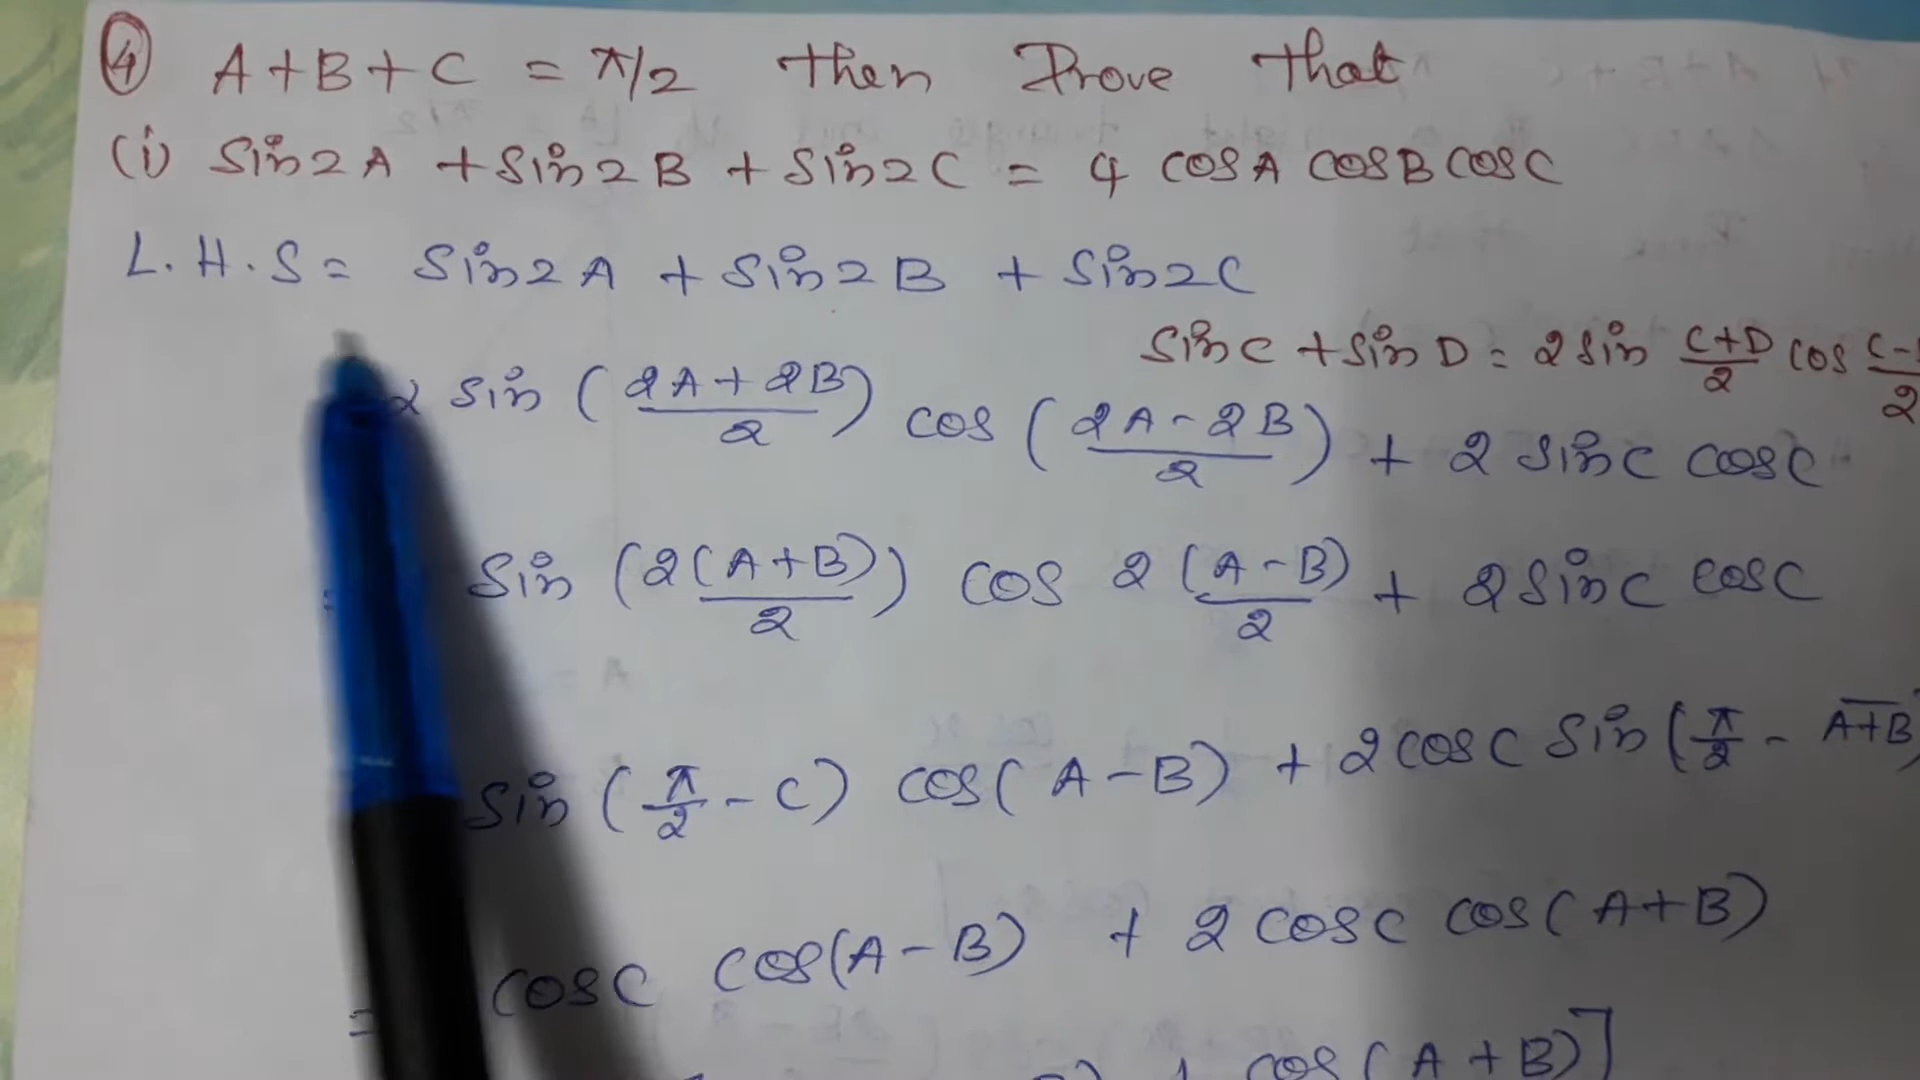 ④ A+B+C = π/2 then Prove that
(i) Sin2A + Sin2B + Sin2C = 4 cosA cosB cosC
L.H.S = Sin2A + Sin2B + Sin2C
SinC + SinD = 2 Sin C+D/2 cos C-
2 Sin (2A+2B/2) cos (2A-2B/2) + 2 SinC cosC
= Sin (2(A+B)/2) cos 2(A-B)/2 + 2 SinC cosC
Sin (π/2 - C) cos(A-B) + 2 cosC Sin (π/2 - A+B
= cosC cos(A-B) + 2 cosC cos(A+B)
+ cos(A+B)]